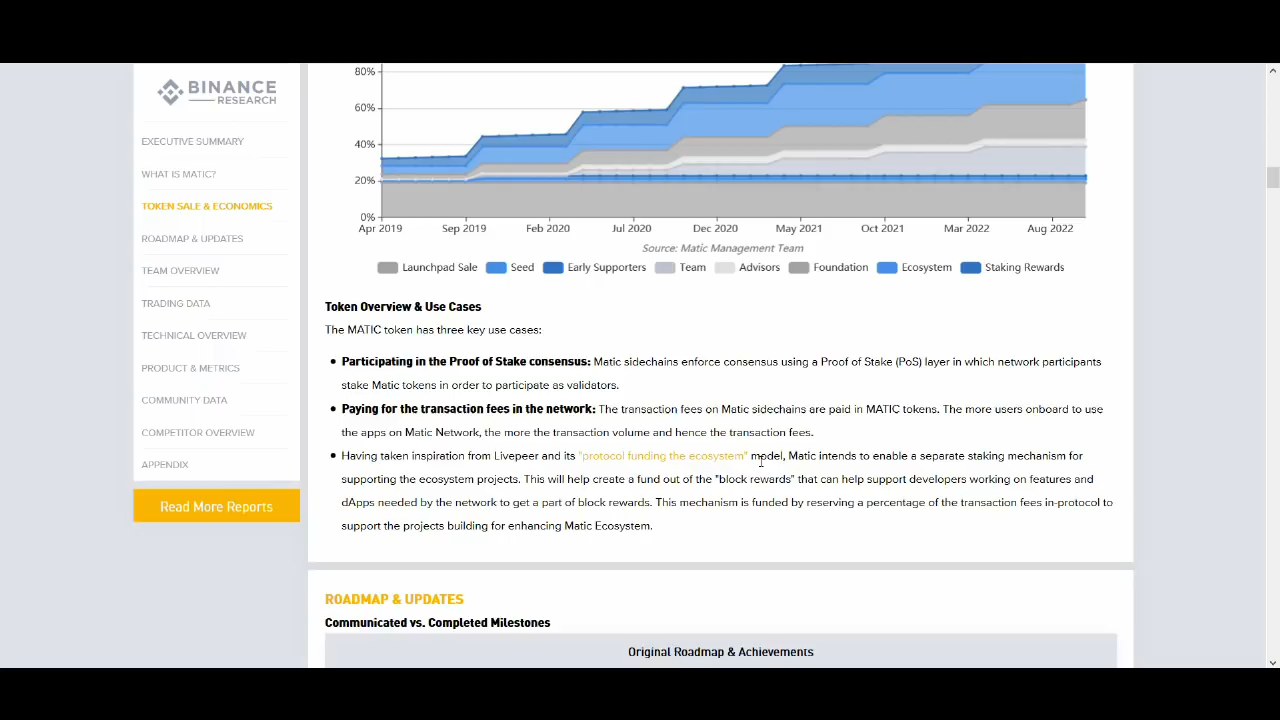 BINANCE
RESEARCH
EXECUTIVE SUMMARY
WHAT IS MATIC?
TOKEN SALE & ECONOMICS
ROADMAP & UPDATES
TEAM OVERVIEW
TRADING DATA
TECHNICAL OVERVIEW
PRODUCT & METRICS
COMMUNITY DATA
COMPETITOR OVERVIEW
APPENDIX
Read More Reports
80%
60%
40%
20%
0%
Apr 2019 Sep 2019 Feb 2020 Jul 2020 Dec 2020 May 2021 Oct 2021 Mar 2022 Aug 2022
Source: Matic Management Team
Launchpad Sale Seed Early Supporters Team Advisors Foundation Ecosystem Staking Rewards
Token Overview & Use Cases
The MATIC token has three key use cases:
• Participating in the Proof of Stake consensus: Matic sidechains enforce consensus using a Proof of Stake (PoS) layer in which network participants
stake Matic tokens in order to participate as validators.
• Paying for the transaction fees in the network: The transaction fees on Matic sidechains are paid in MATIC tokens. The more users onboard to use
the apps on Matic Network, the more the transaction volume and hence the transaction fees.
• Having taken inspiration from Livepeer and its "protocol funding the ecosystem" model, Matic intends to enable a separate staking mechanism for
supporting the ecosystem projects. This will help create a fund out of the "block rewards" that can help support developers working on features and
dApps needed by the network to get a part of block rewards. This mechanism is funded by reserving a percentage of the transaction fees in-protocol to
support the projects building for enhancing Matic Ecosystem.
ROADMAP & UPDATES
Communicated vs. Completed Milestones
Original Roadmap & Achievements